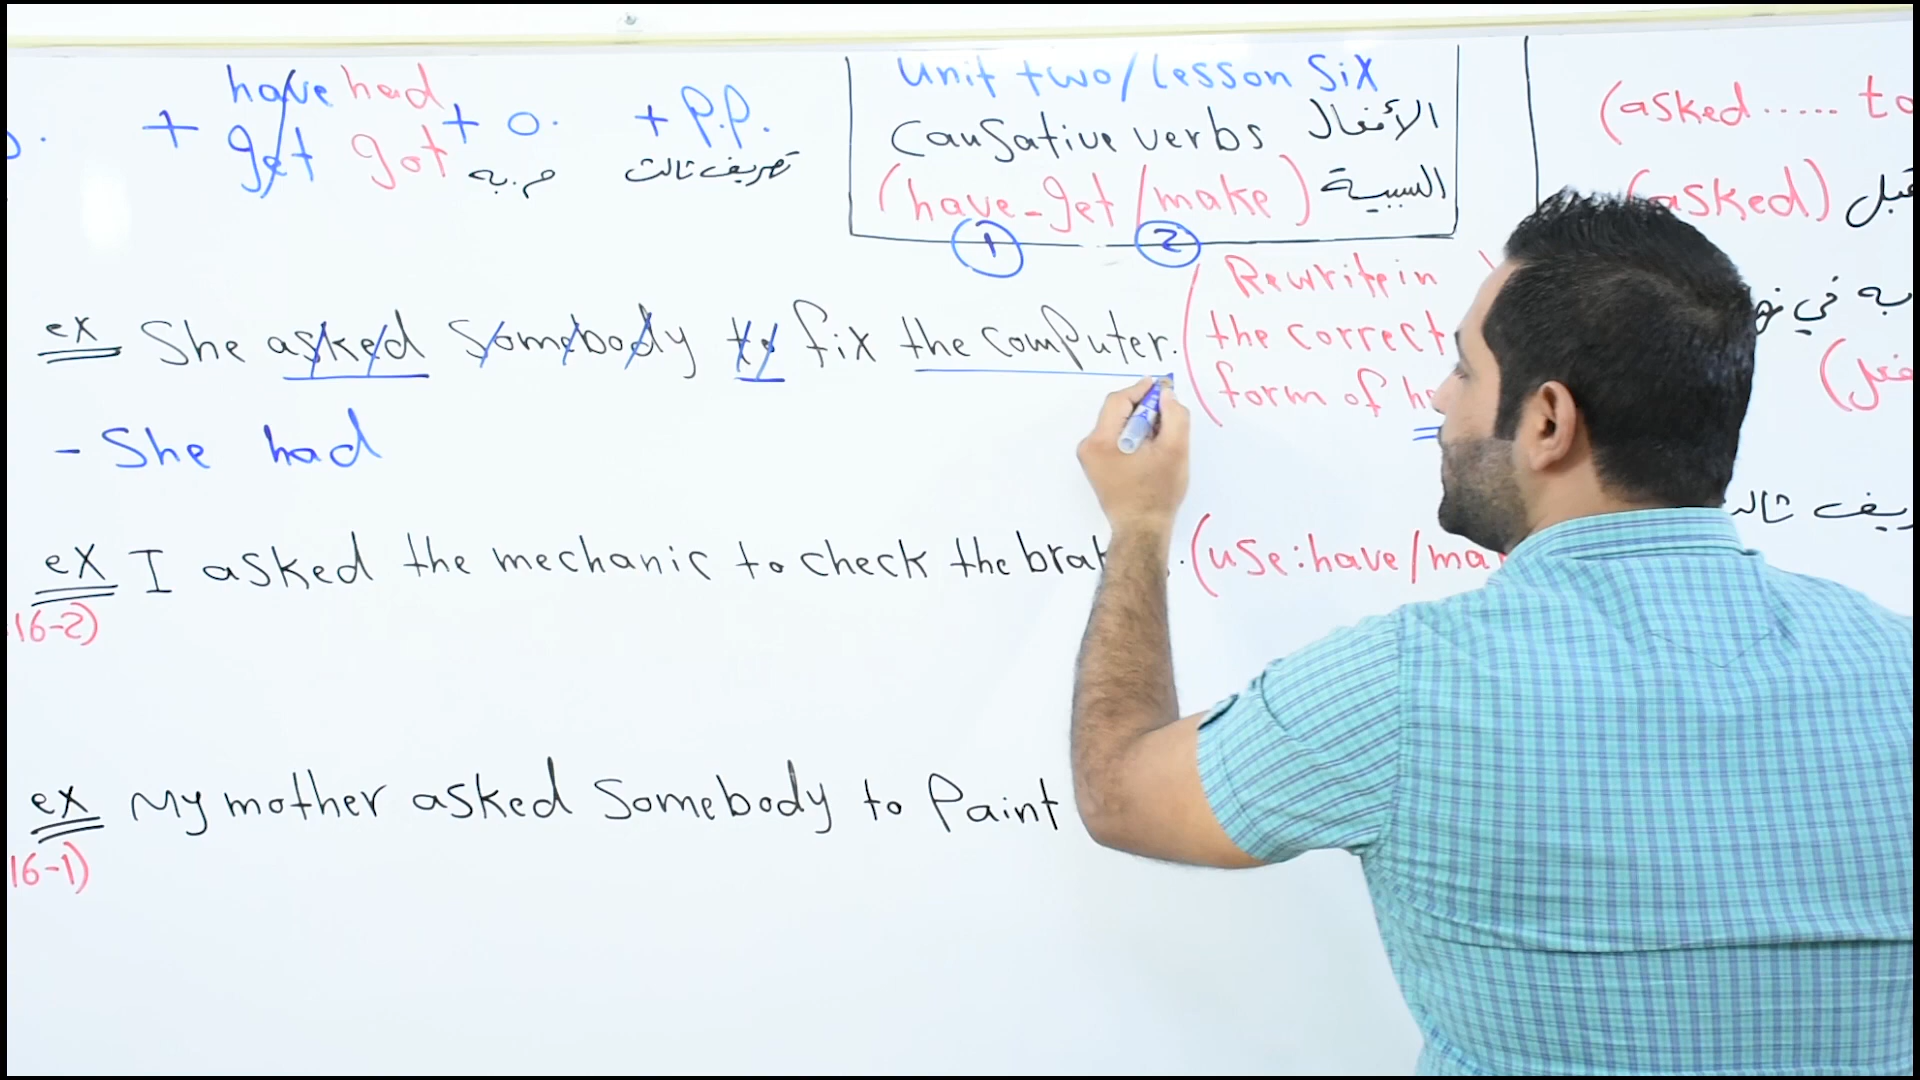 have had
+ get got + o. + P.P.
م.به تصريف ثالث
Unit two/Lesson Six
Causative verbs الأفعال
(have-get/make) السببية
1 2
(asked..... to
(asked) قبل
به في
ex She asked somebody to fix the computer. (Rewrite in
the correct
form of
- She had
ex I asked the mechanic to check the (use: have/
16-2)
ex My mother asked Somebody to Paint
16-1)